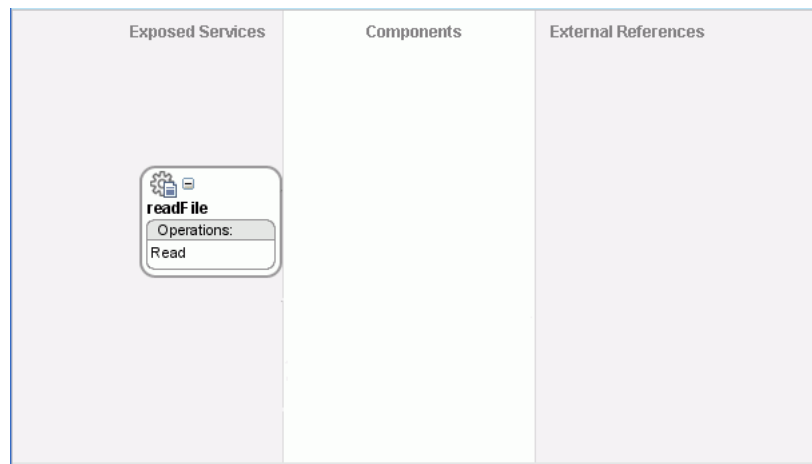 Exposed Services
Components
External References
readFile
Operations:
Read